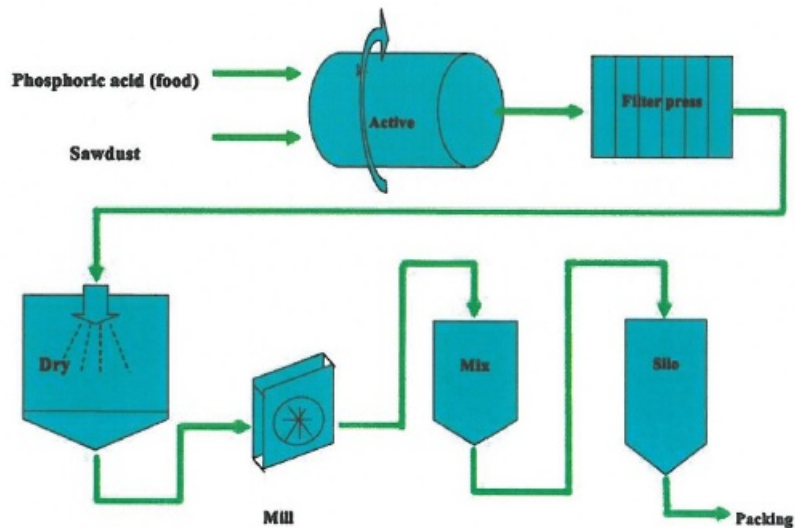 Phosphoric acid (food)
Sawdust
Active
Filter press
Dry
Mill
Mix
Silo
Packing